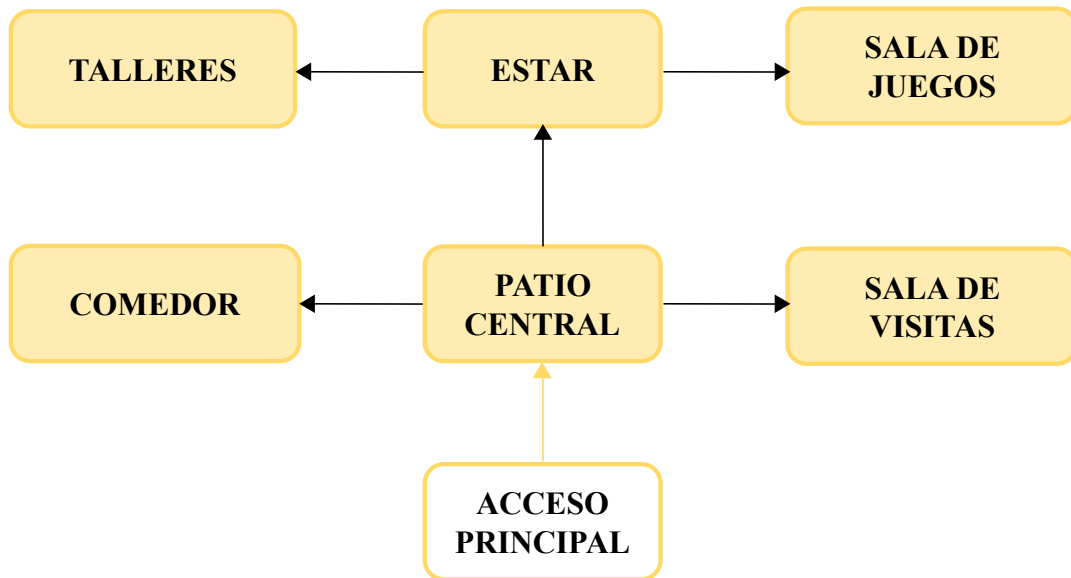 TALLERES
ESTAR
SALA DE
JUEGOS
COMEDOR
PATIO
CENTRAL
SALA DE
VISITAS
ACCESO
PRINCIPAL